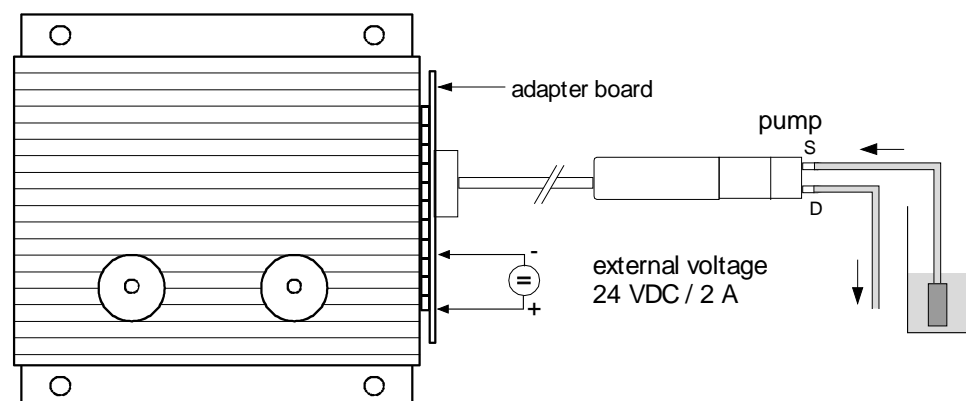 adapter board
pump
S
D
-
=
+
external voltage
24 VDC / 2 A